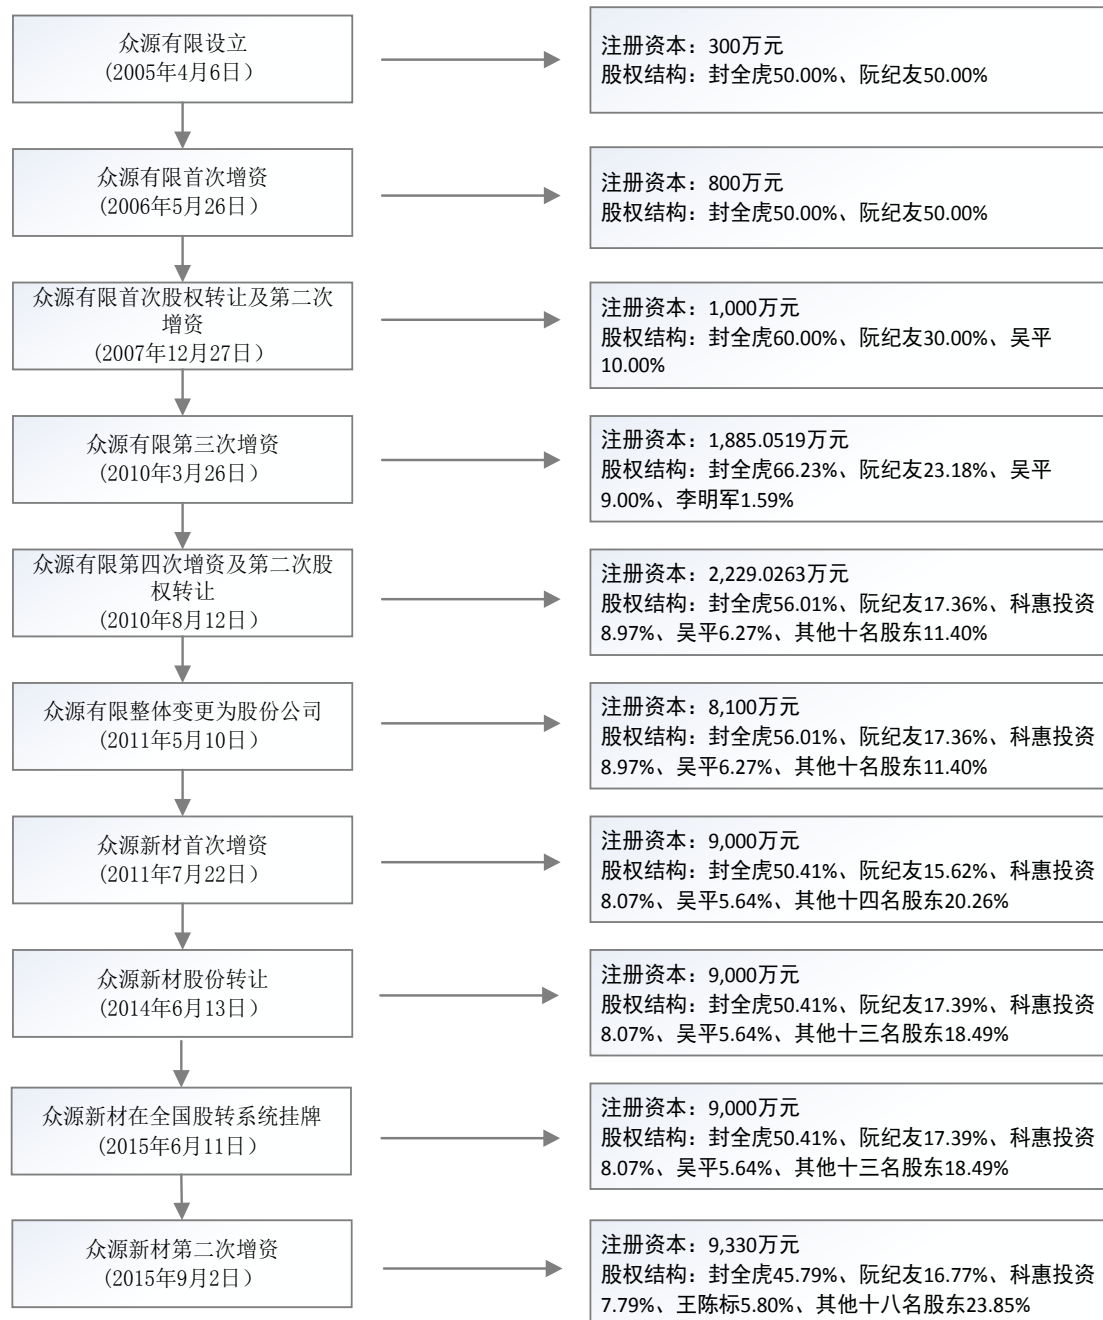 众源有限设立
(2005年4月6日）
注册资本：300万元
股权结构：封全虎50.00%、阮纪友50.00%
众源有限首次增资
(2006年5月26日）
注册资本：800万元
股权结构：封全虎50.00%、阮纪友50.00%
众源有限首次股权转让及第二次
增资
(2007年12月27日）
注册资本：1,000万元
股权结构：封全虎60.00%、阮纪友30.00%、吴平
10.00%
众源有限第三次增资
(2010年3月26日）
注册资本：1,885.0519万元
股权结构：封全虎66.23%、阮纪友23.18%、吴平
9.00%、李明军1.59%
众源有限第四次增资及第二次股
权转让
(2010年8月12日）
注册资本：2,229.0263万元
股权结构：封全虎56.01%、阮纪友17.36%、科惠投资
8.97%、吴平6.27%、其他十名股东11.40%
众源有限整体变更为股份公司
(2011年5月10日）
注册资本：8,100万元
股权结构：封全虎56.01%、阮纪友17.36%、科惠投资
8.97%、吴平6.27%、其他十名股东11.40%
众源新材首次增资
(2011年7月22日）
注册资本：9,000万元
股权结构：封全虎50.41%、阮纪友15.62%、科惠投资
8.07%、吴平5.64%、其他十四名股东20.26%
众源新材股份转让
(2014年6月13日）
注册资本：9,000万元
股权结构：封全虎50.41%、阮纪友17.39%、科惠投资
8.07%、吴平5.64%、其他十三名股东18.49%
众源新材在全国股转系统挂牌
(2015年6月11日）
注册资本：9,000万元
股权结构：封全虎50.41%、阮纪友17.39%、科惠投资
8.07%、吴平5.64%、其他十三名股东18.49%
众源新材第二次增资
(2015年9月2日）
注册资本：9,330万元
股权结构：封全虎45.79%、阮纪友16.77%、科惠投资
7.79%、王陈标5.80%、其他十八名股东23.85%